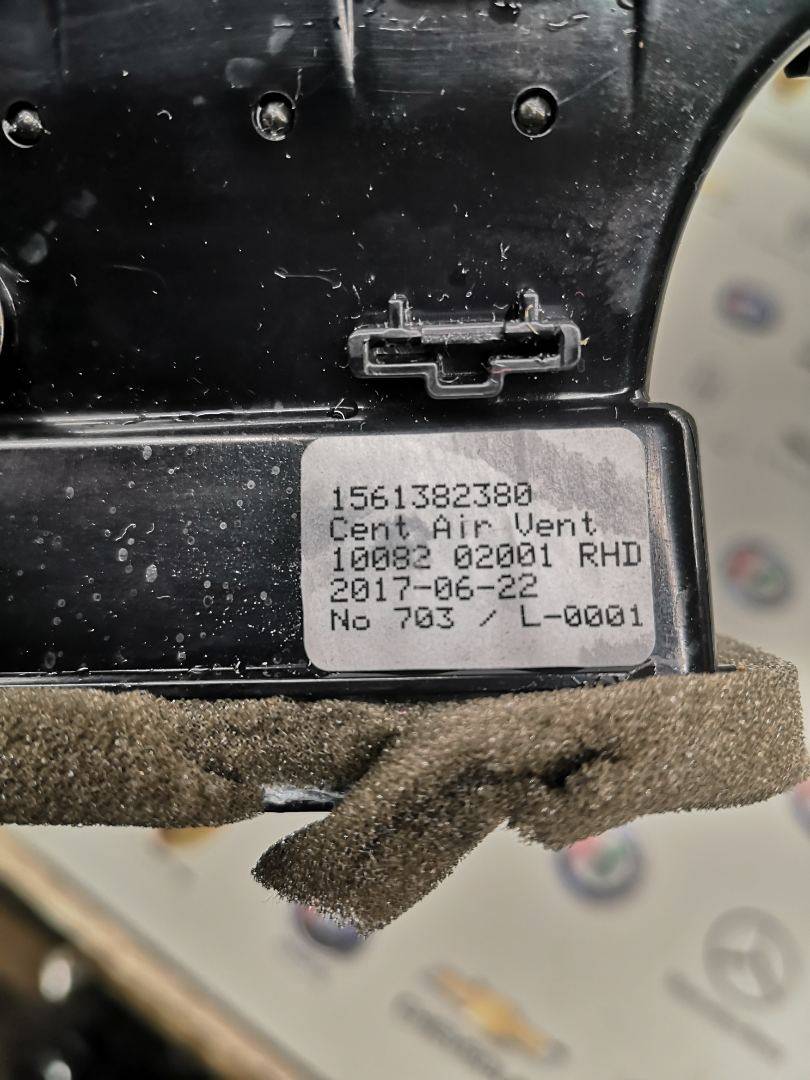 1561382380
Cent Air Vent
10082 02001 RHD
2017-06-22
No 703 / L-0001